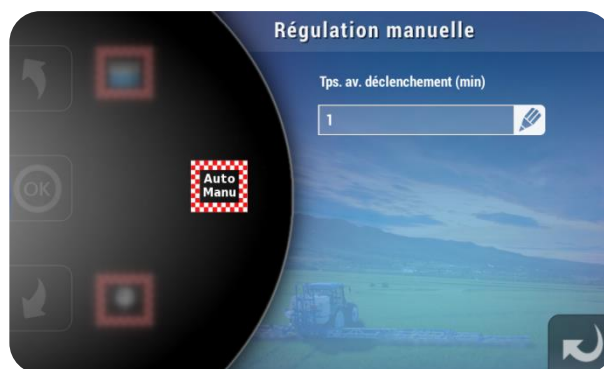 Régulation manuelle
Tps. av. déclenchement (min)
1
OK
Auto
Manu